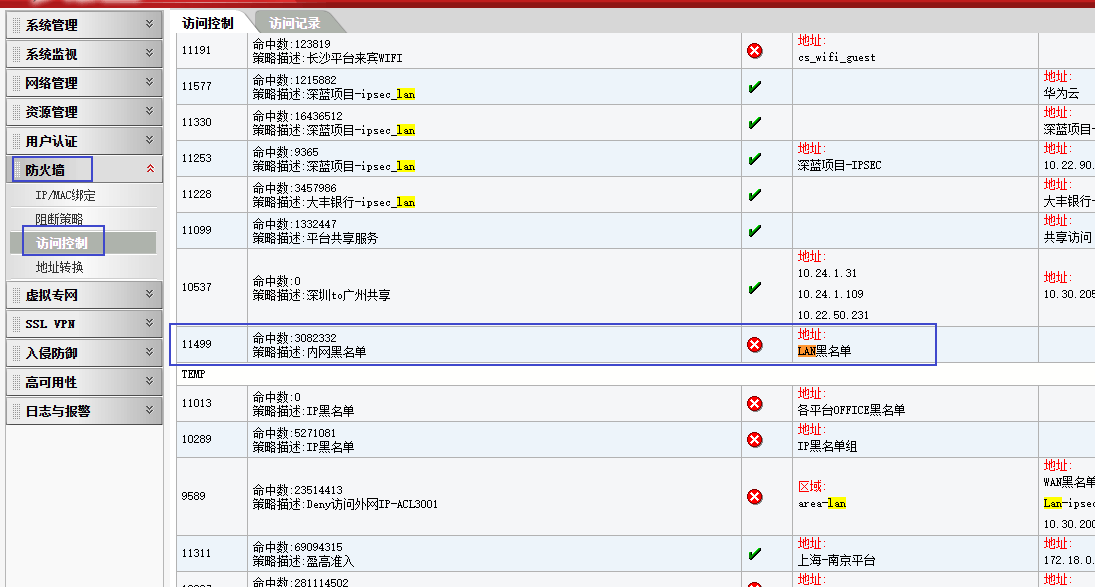 系统管理
系统监视
网络管理
资源管理
用户认证
防火墙
IP/MAC绑定
阻断策略
访问控制
地址转换
虚拟专网
SSL VPN
入侵防御
高可用性
日志与报警
访问控制 访问记录
11191 命中数:123819 地址:
策略描述:长沙平台来宾WIFI cs_wifi_guest
11577 命中数:1215882 地址:
策略描述:深蓝项目-ipsec_lan 华为云
11330 命中数:16436512 地址:
策略描述:深蓝项目-ipsec_lan 深蓝项目-
11253 命中数:9365 地址: 地址:
策略描述:深蓝项目-ipsec_lan 深蓝项目-IPSEC 10.22.90.
11228 命中数:3457986 地址:
策略描述:大丰银行-ipsec_lan 大丰银行-
11099 命中数:1332447 地址:
策略描述:平台共享服务 共享访问
10537 命中数:0 地址: 地址:
策略描述:深圳to广州共享 10.24.1.31 10.30.205
10.24.1.109
10.22.50.231
11499 命中数:3082332 地址:
策略描述:内网黑名单 LAN黑名单
TEMP
11013 命中数:0 地址:
策略描述:IP黑名单 各平台OFFICE黑名单
10289 命中数:5271081 地址:
策略描述:IP黑名单 IP黑名单组
9589 命中数:23514413 区域: 地址:
策略描述:Deny访问外网IP-ACL3001 area-lan WAN黑名单
Lan-ipsec
10.30.200
11311 命中数:69094315 地址: 地址:
策略描述:盈高准入 上海-南京平台 172.18.0.
命中数:281114502 地址: 地址: